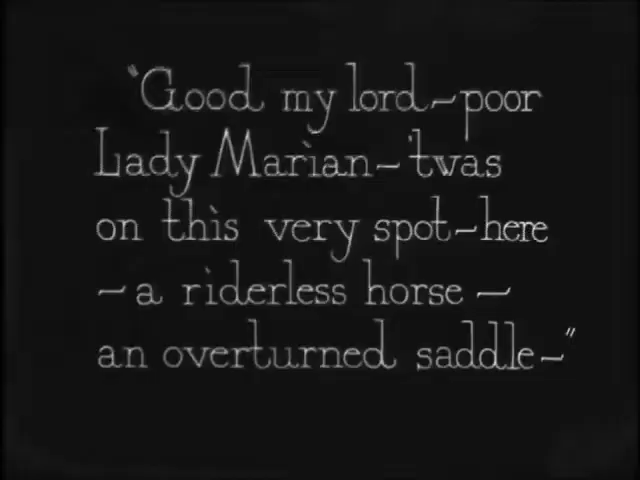 "Good my lord—poor
Lady Marian—'twas
on this very spot—here
—a riderless horse—
an overturned saddle—"